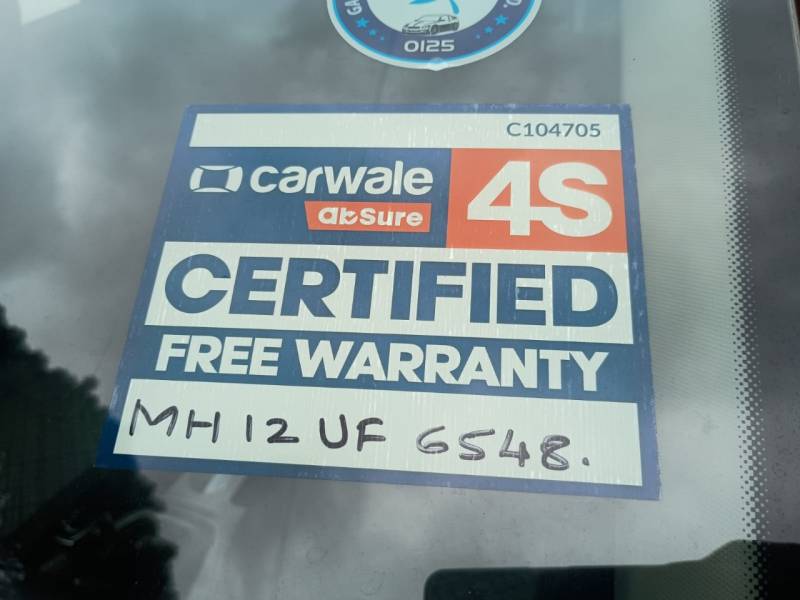 0125
C104705
carwale 4S
abSure
CERTIFIED
FREE WARRANTY
MH 12 UF 6548.